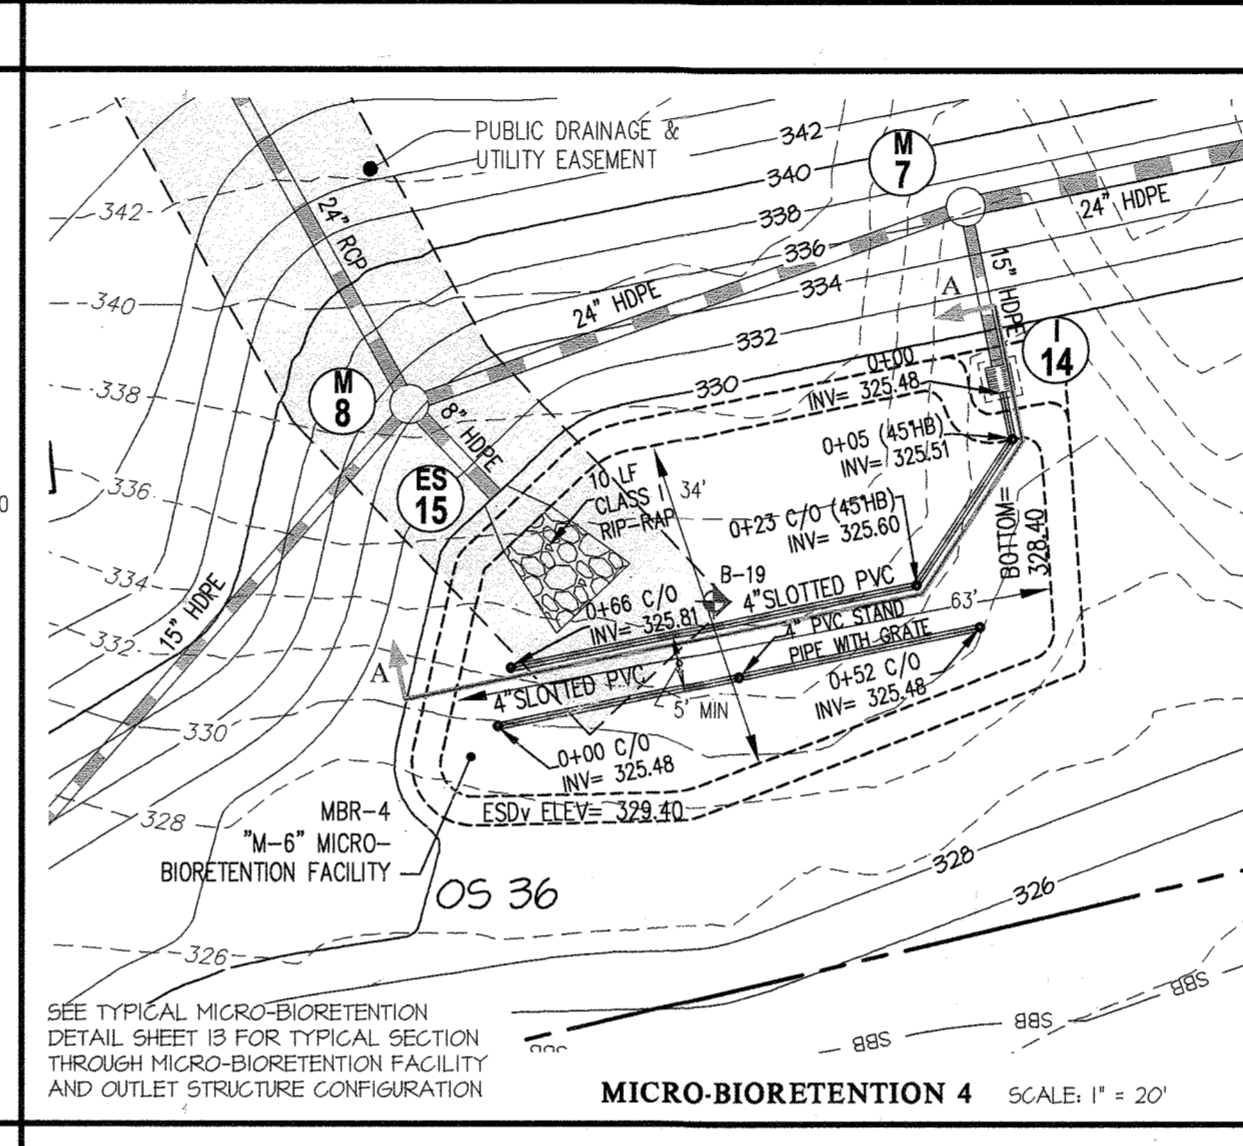 PUBLIC DRAINAGE &
UTILITY EASEMENT
342
340
338
336
334
332
330
M
7
24" HDPE
342
24" RCP
15" HDPE
A
340
24" HDPE
I
14
0+00
INV= 325.48
338
M
8
8" HDPE
0+05 (45°HB)
INV= 325.51
336
ES
15
10 LF
CLASS I
RIP-RAP
34'
0+23 C/O (45°HB)
INV= 325.60
BOTTOM=
328.40
334
15" HDPE
B-19
4" SLOTTED PVC
63'
0+66 C/O
INV= 325.81
4" PVC STAND
PIPE WITH GRATE
332
A
4" SLOTTED PVC
5' MIN
0+52 C/O
INV= 325.48
330
0+00 C/O
INV= 325.48
328
MBR-4
"M-6" MICRO-
BIORETENTION FACILITY
ESDv ELEV= 329.40
OS 36
328
326
326
SBB
SBB
SBB
SEE TYPICAL MICRO-BIORETENTION
DETAIL SHEET 13 FOR TYPICAL SECTION
THROUGH MICRO-BIORETENTION FACILITY
AND OUTLET STRUCTURE CONFIGURATION
MICRO-BIORETENTION 4 SCALE: 1" = 20'